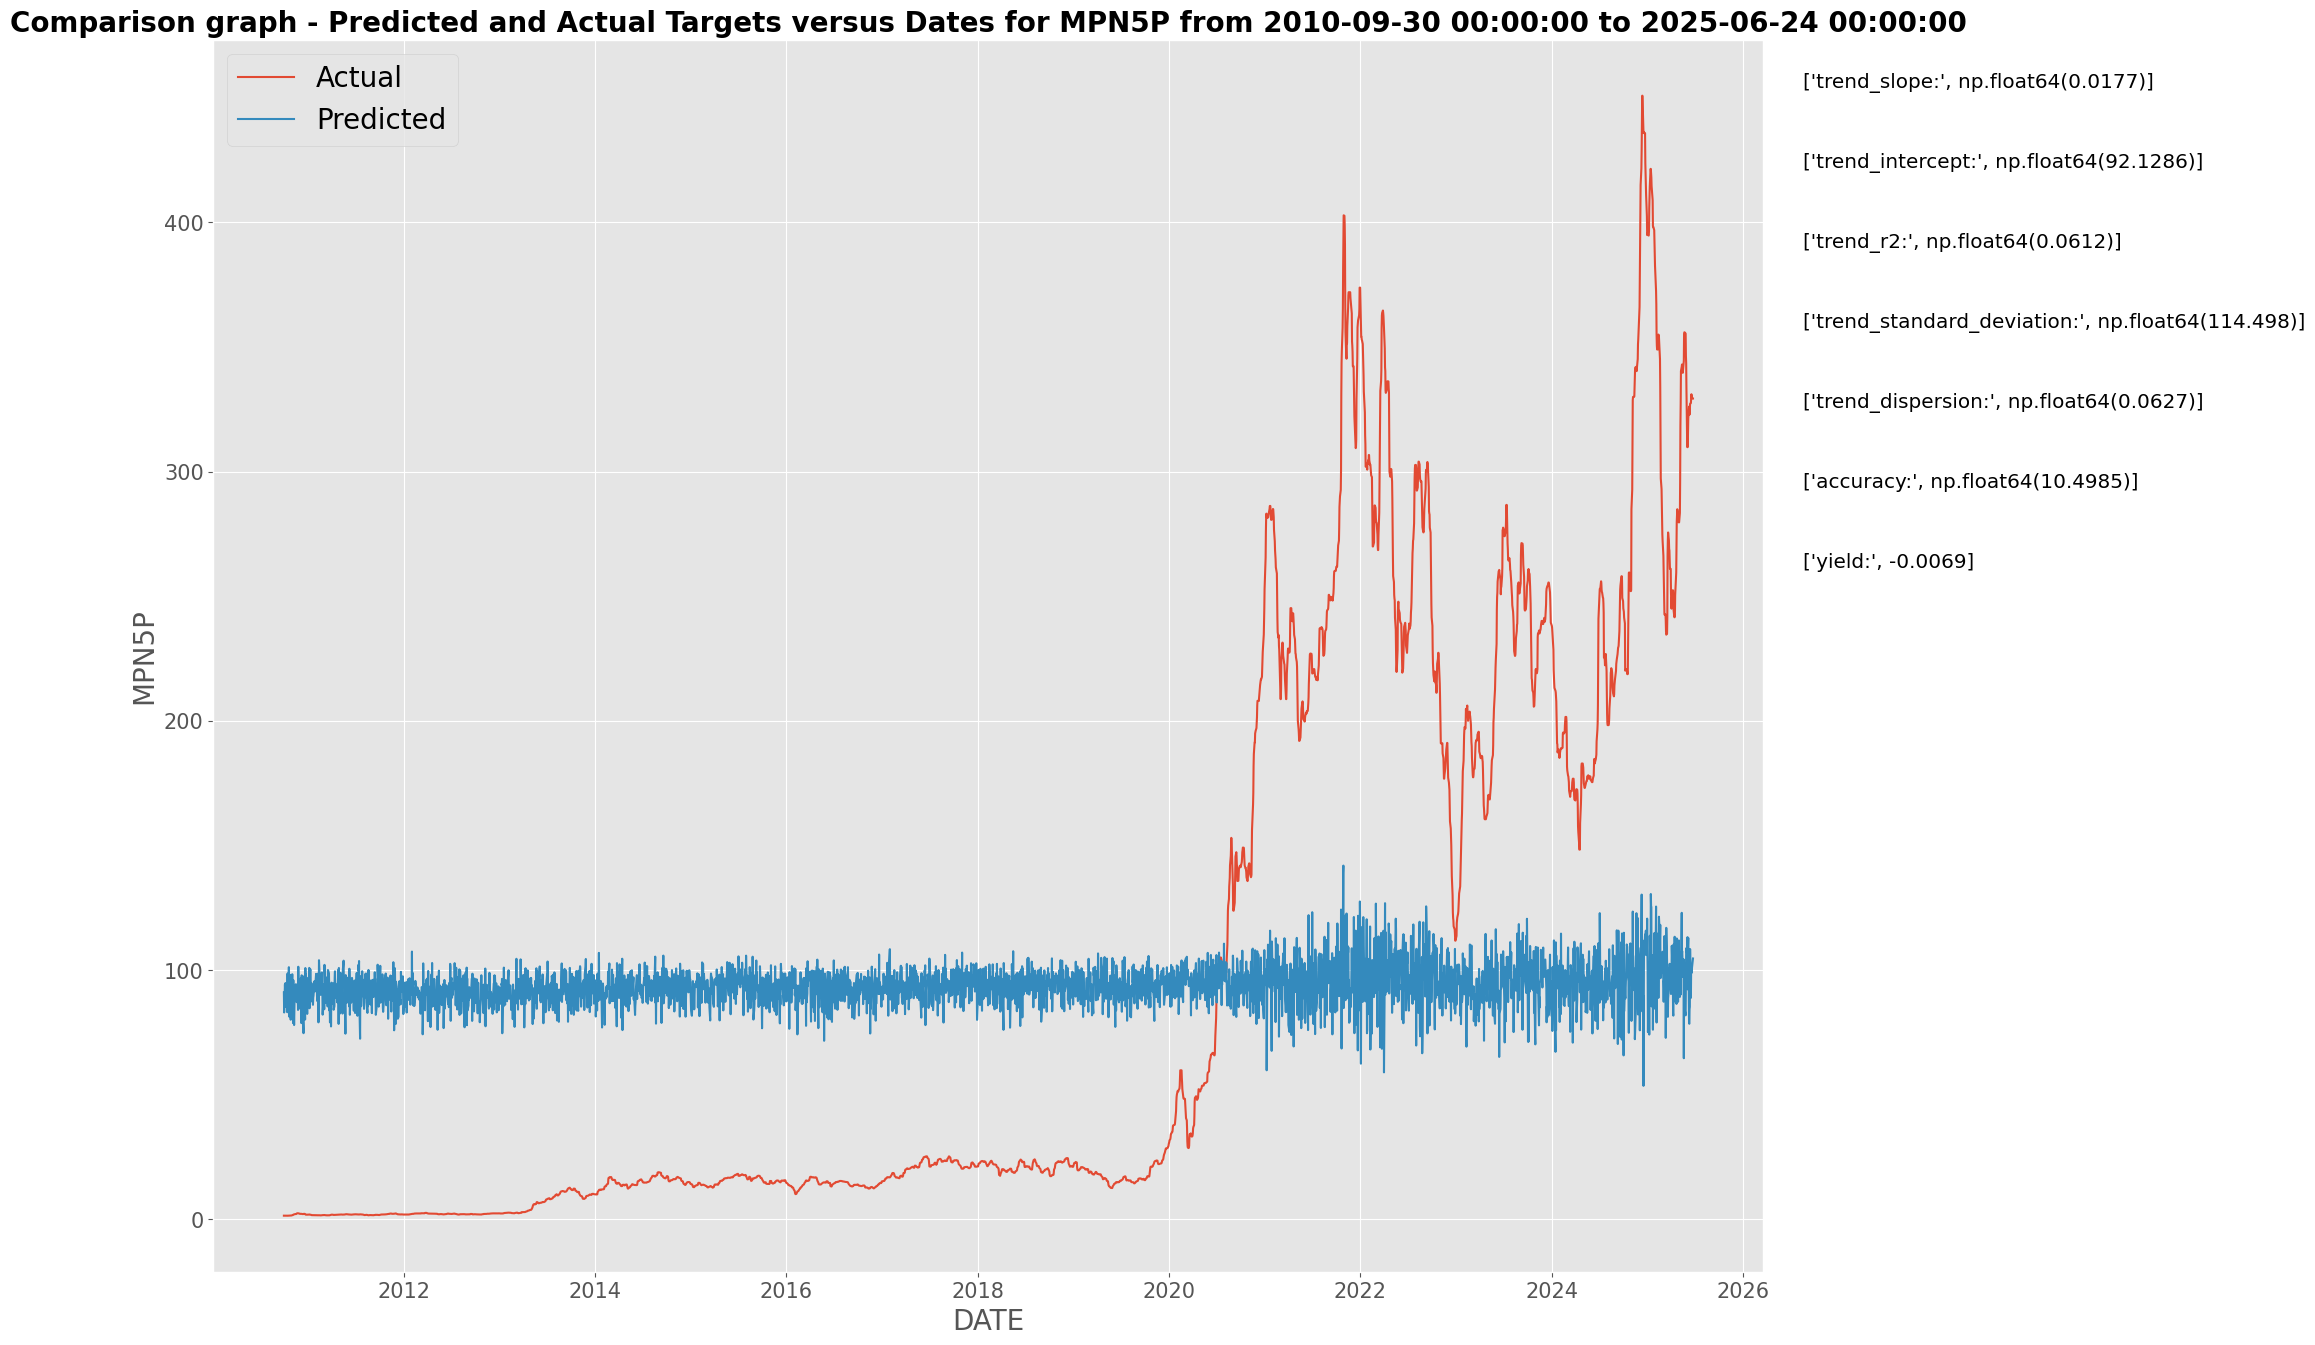 Comparison graph - Predicted and Actual Targets versus Dates for MPN5P from 2010-09-30 00:00:00 to 2025-06-24 00:00:00
Actual
Predicted
['trend_slope:', np.float64(0.0177)]
['trend_intercept:', np.float64(92.1286)]
['trend_r2:', np.float64(0.0612)]
['trend_standard_deviation:', np.float64(114.498)]
['trend_dispersion:', np.float64(0.0627)]
['accuracy:', np.float64(10.4985)]
['yield:', -0.0069]
MPN5P
400
300
200
100
0
2012 2014 2016 2018 2020 2022 2024 2026
DATE